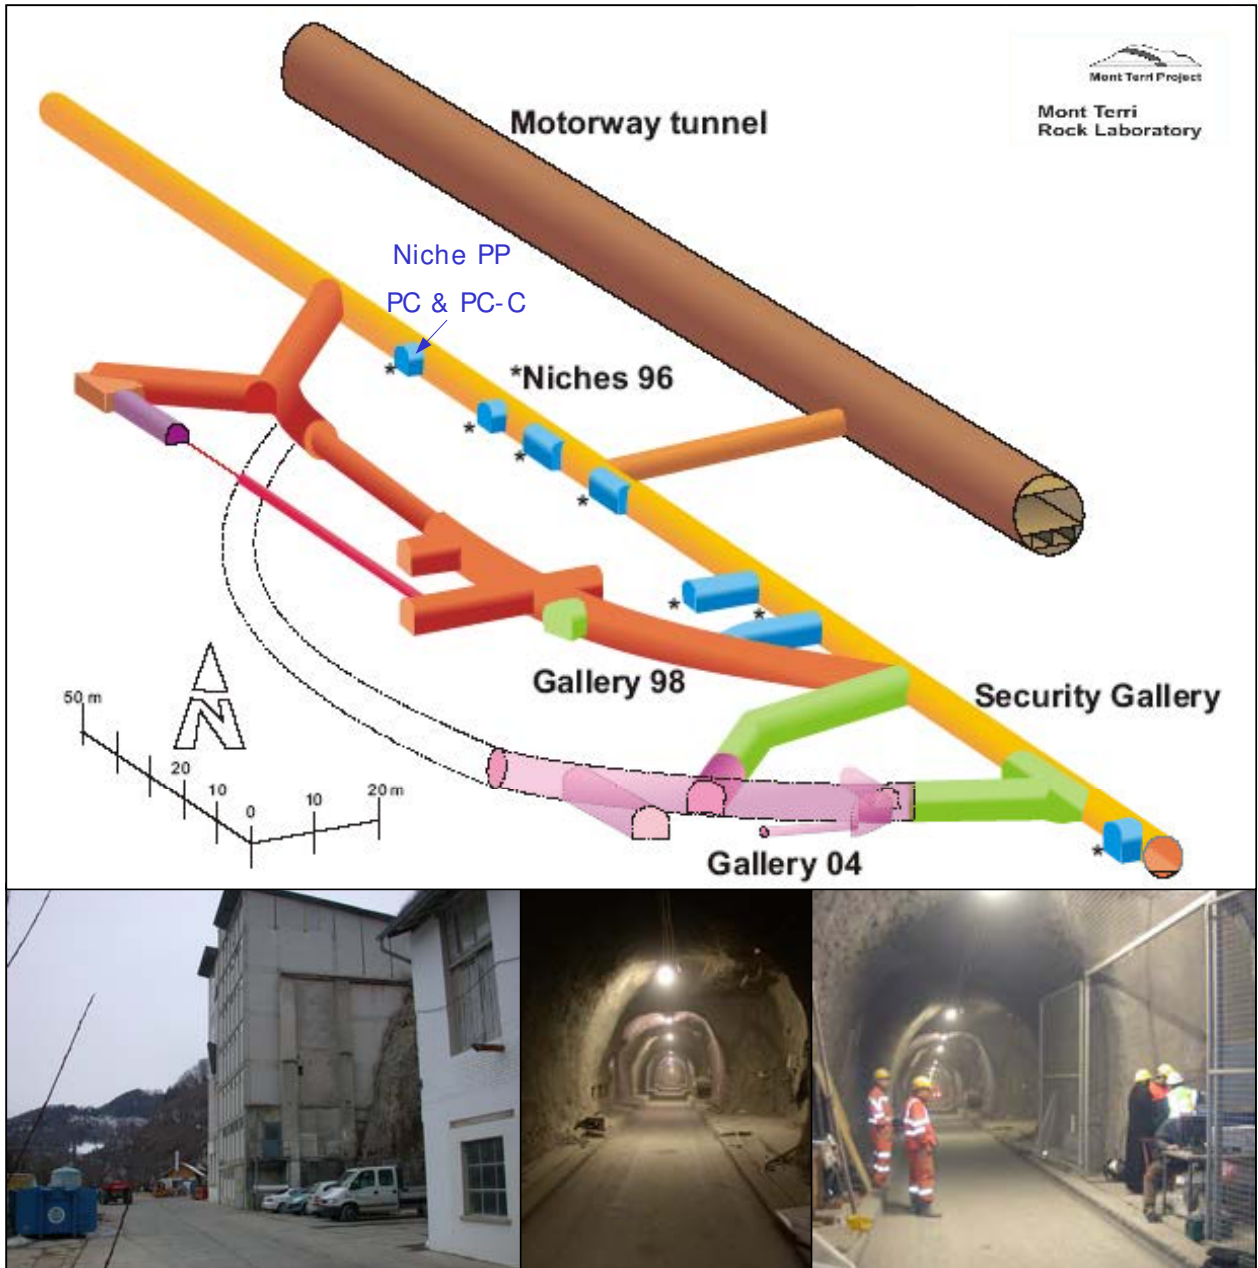 Mont Terri Project
Mont Terri
Rock Laboratory
Motorway tunnel
Niche PP
PC & PC-C
*
*Niches 96
*
*
*
*
*
Gallery 98
Security Gallery
50 m
20
10
0
10
20 m
N
Gallery 04
*